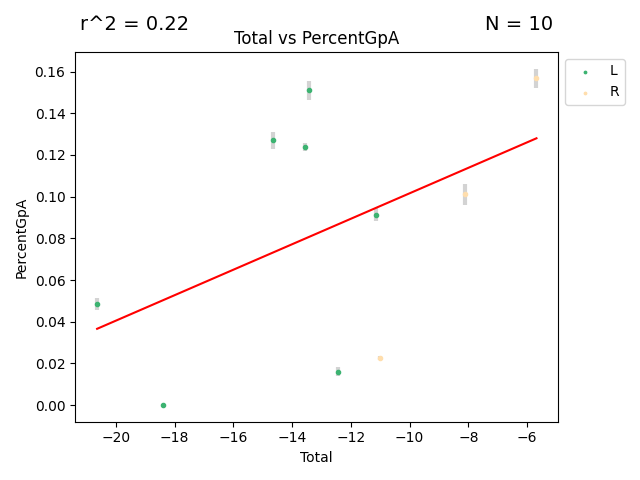 r^2 = 0.22
N = 10
Total vs PercentGpA
L
R
0.16
0.14
0.12
0.10
0.08
0.06
0.04
0.02
0.00
PercentGpA
−20
−18
−16
−14
−12
−10
−8
−6
Total